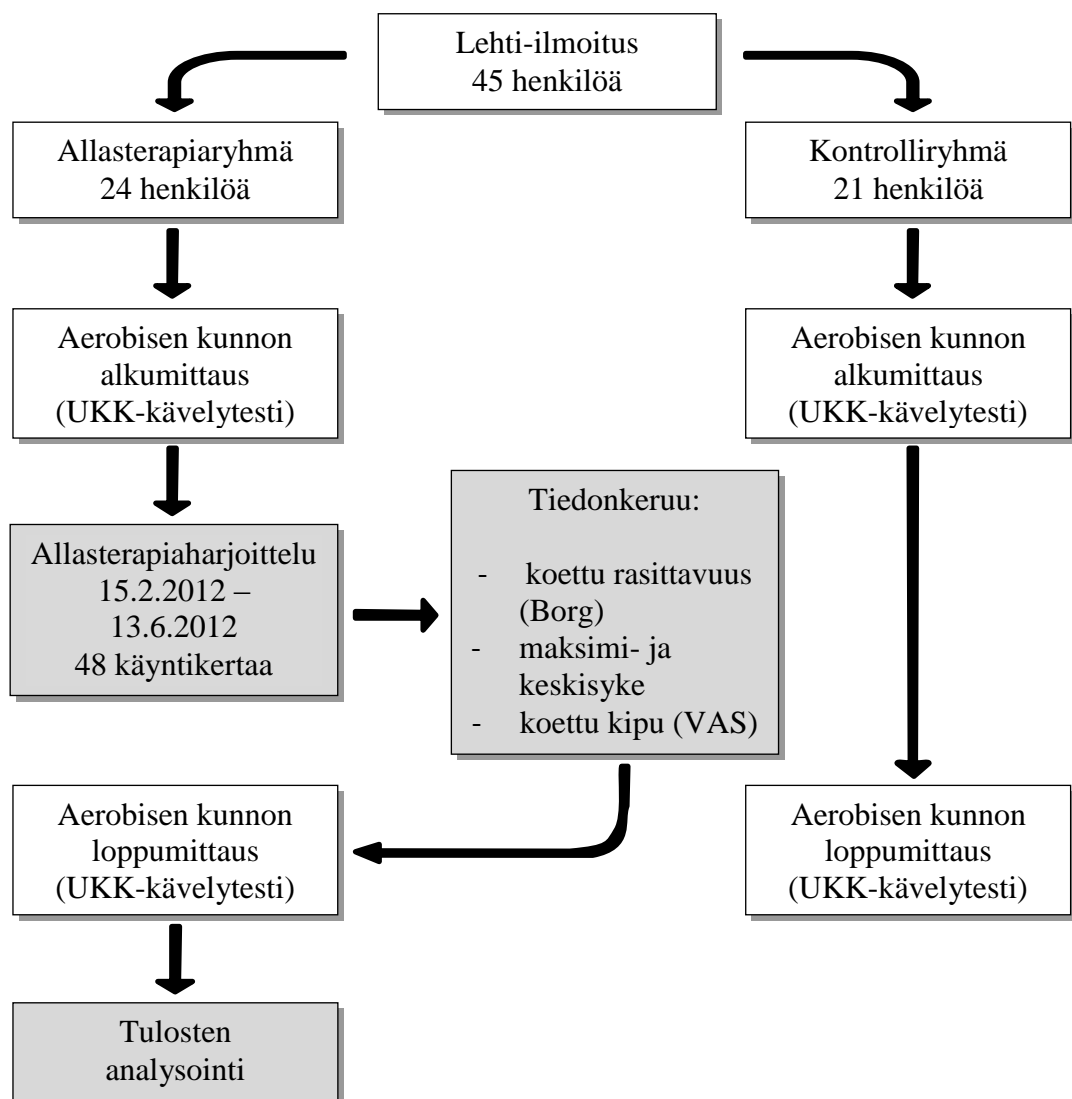 Lehti-ilmoitus
45 henkilöä
Allasterapiaryhmä
24 henkilöä
Kontrolliryhmä
21 henkilöä
Aerobisen kunnon
alkumittaus
(UKK-kävelytesti)
Aerobisen kunnon
alkumittaus
(UKK-kävelytesti)
Allasterapiaharjoittelu
15.2.2012 –
13.6.2012
48 käyntikertaa
Tiedonkeruu:
- koettu rasittavuus
(Borg)
- maksimi- ja
keskisyke
- koettu kipu (VAS)
Aerobisen kunnon
loppumittaus
(UKK-kävelytesti)
Aerobisen kunnon
loppumittaus
(UKK-kävelytesti)
Tulosten
analysointi